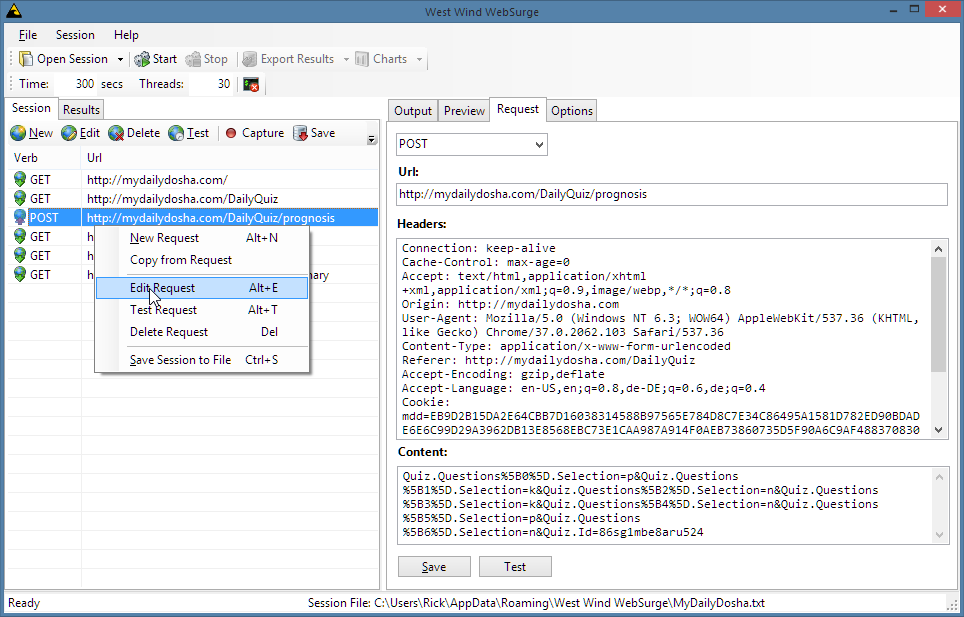 West Wind WebSurge
File Session Help
Open Session Start Stop Export Results Charts
Time: 300 secs Threads: 30
Session Results
New Edit Delete Test Capture Save
Verb Url
GET http://mydailydosha.com/
GET http://mydailydosha.com/DailyQuiz
POST http://mydailydosha.com/DailyQuiz/prognosis
GET h
GET h
GET h ary
New Request Alt+N
Copy from Request
Edit Request Alt+E
Test Request Alt+T
Delete Request Del
Save Session to File Ctrl+S
Output Preview Request Options
POST
Url:
http://mydailydosha.com/DailyQuiz/prognosis
Headers:
Connection: keep-alive
Cache-Control: max-age=0
Accept: text/html,application/xhtml
+xml,application/xml;q=0.9,image/webp,*/*;q=0.8
Origin: http://mydailydosha.com
User-Agent: Mozilla/5.0 (Windows NT 6.3; WOW64) AppleWebKit/537.36 (KHTML,
like Gecko) Chrome/37.0.2062.103 Safari/537.36
Content-Type: application/x-www-form-urlencoded
Referer: http://mydailydosha.com/DailyQuiz
Accept-Encoding: gzip,deflate
Accept-Language: en-US,en;q=0.8,de-DE;q=0.6,de;q=0.4
Cookie:
mdd=EB9D2B15DA2E64CBB7D16038314588B97565E784D8C7E34C86495A1581D782ED90BDAD
E6E6C99D29A3962DB13E8568EBC73E1CAA987A914F0AEB73860735D5F90A6C9AF488370830
Content:
Quiz.Questions%5B0%5D.Selection=p&Quiz.Questions
%5B1%5D.Selection=k&Quiz.Questions%5B2%5D.Selection=n&Quiz.Questions
%5B3%5D.Selection=k&Quiz.Questions%5B4%5D.Selection=n&Quiz.Questions
%5B5%5D.Selection=p&Quiz.Questions
%5B6%5D.Selection=n&Quiz.Id=86sg1mbe8aru524
Save Test
Ready Session File: C:\Users\Rick\AppData\Roaming\West Wind WebSurge\MyDailyDosha.txt